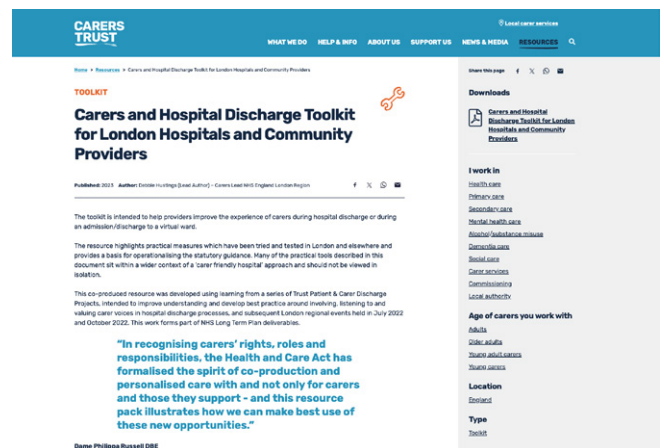 CARERS
TRUST
Local carer services
WHAT WE DO HELP & INFO ABOUT US SUPPORT US NEWS & MEDIA RESOURCES
Home > Resources > Carers and Hospital Discharge Toolkit for London Hospitals and Community Providers
TOOLKIT
Carers and Hospital Discharge Toolkit
for London Hospitals and Community
Providers
Published: 2023 Author: Debbie Hustings (Lead Author) – Carers Lead NHS England London Region
The toolkit is intended to help providers improve the experience of carers during hospital discharge or during
an admission/discharge to a virtual ward.
The resource highlights practical measures which have been tried and tested in London and elsewhere and
provides a basis for operationalising the statutory guidance. Many of the practical tools described in this
document sit within a wider context of a 'carer friendly hospital' approach and should not be viewed in
isolation.
This co-produced resource was developed using learning from a series of Trust Patient & Carer Discharge
Projects, intended to improve understanding and develop best practice around involving, listening to and
valuing carer voices in hospital discharge processes, and subsequent London regional events held in July 2022
and October 2022. This work forms part of NHS Long Term Plan deliverables.
"In recognising carers' rights, roles and
responsibilities, the Health and Care Act has
formalised the spirit of co-production and
personalised care with and not only for carers
and those they support - and this resource
pack illustrates how we can make best use of
these new opportunities."
Dame Philippa Russell DBE
Share this page
Downloads
Carers and Hospital
Discharge Toolkit for London
Hospitals and Community
Providers
I work in
Health care
Primary care
Secondary care
Mental health care
Alcohol/substance misuse
Dementia care
Social care
Carer services
Commissioning
Local authority
Age of carers you work with
Adults
Older adults
Young adult carers
Young carers
Location
England
Type
Toolkit